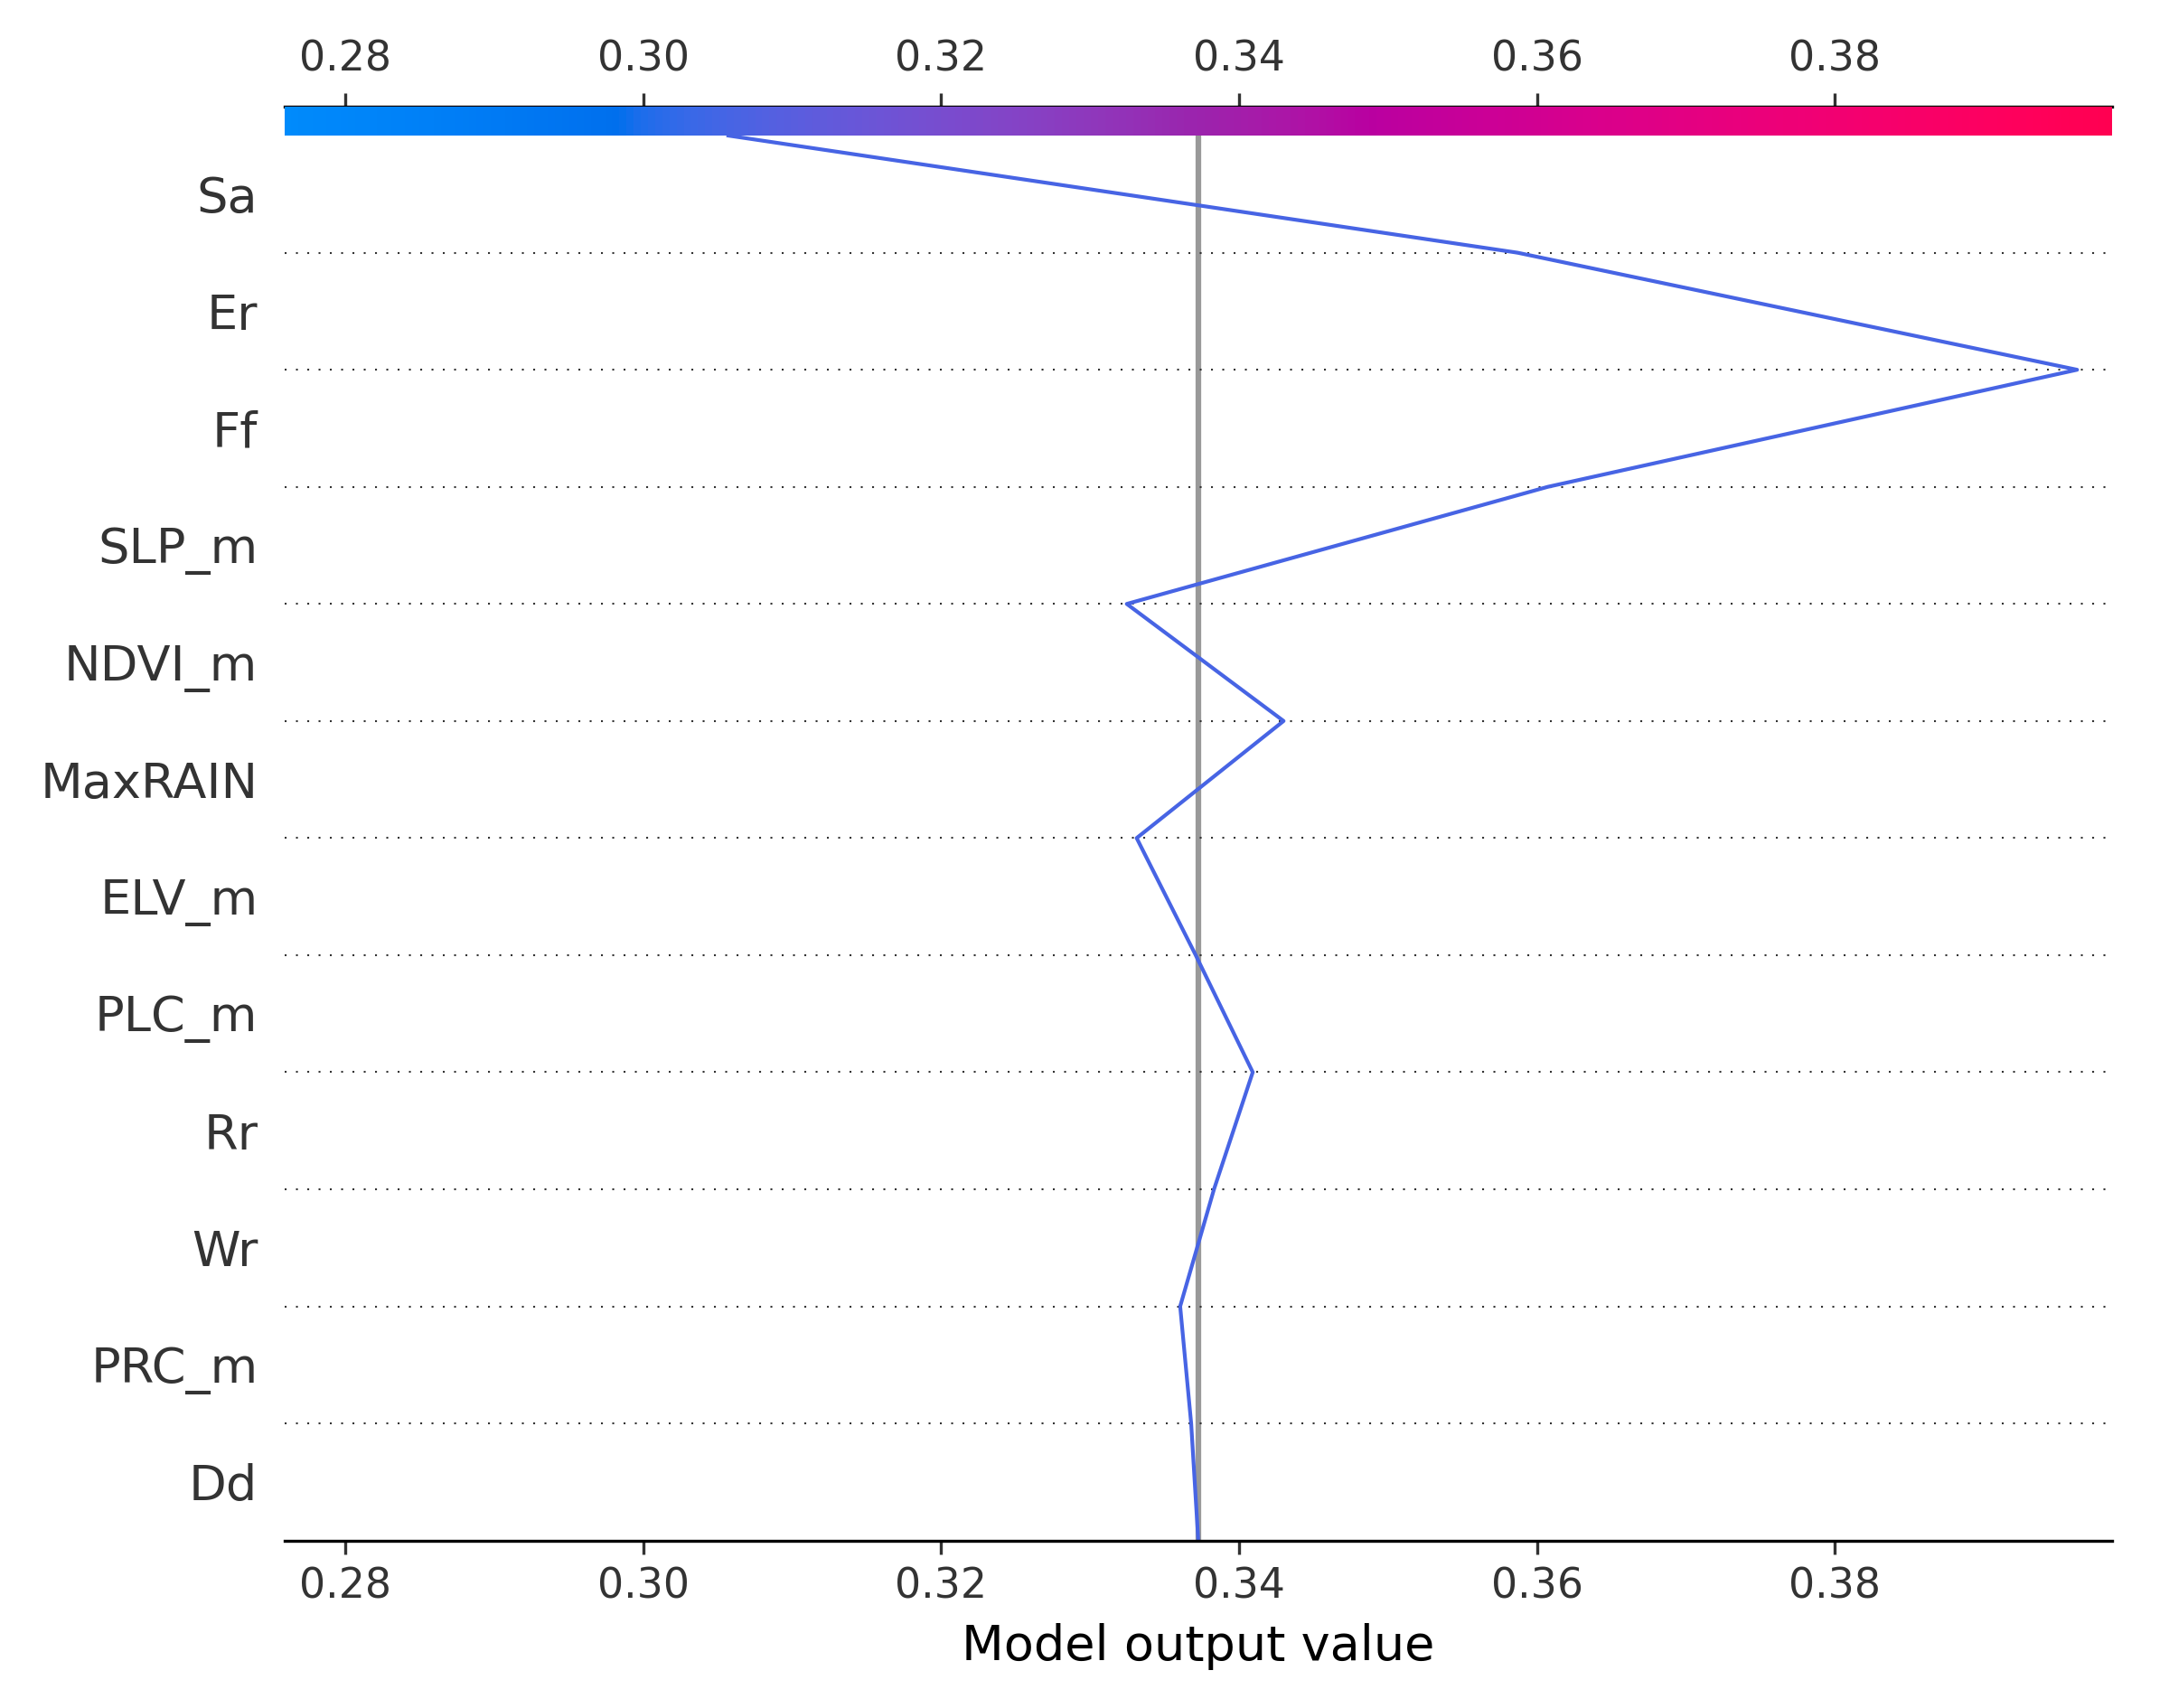 0.28 0.30 0.32 0.34 0.36 0.38
Sa
Er
Ff
SLP_m
NDVI_m
MaxRAIN
ELV_m
PLC_m
Rr
Wr
PRC_m
Dd
0.28 0.30 0.32 0.34 0.36 0.38
Model output value